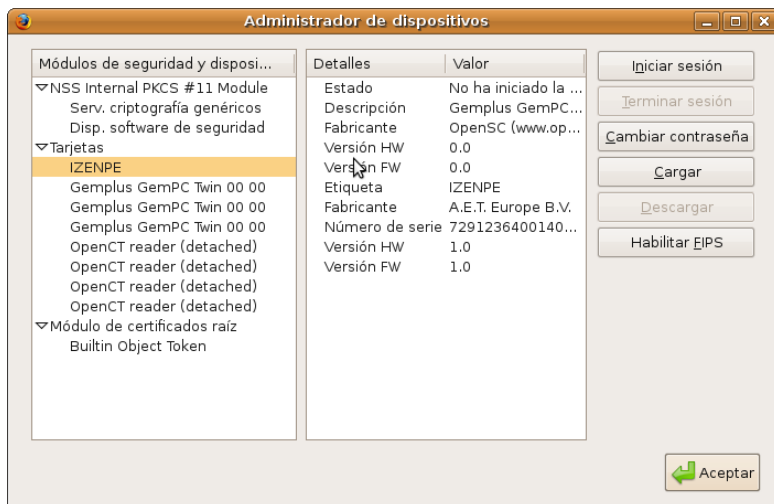 Administrador de dispositivos
Módulos de seguridad y disposi...
NSS Internal PKCS #11 Module
Serv. criptografía genéricos
Disp. software de seguridad
Tarjetas
IZENPE
Gemplus GemPC Twin 00 00
Gemplus GemPC Twin 00 00
Gemplus GemPC Twin 00 00
OpenCT reader (detached)
OpenCT reader (detached)
OpenCT reader (detached)
OpenCT reader (detached)
Módulo de certificados raíz
Builtin Object Token
Detalles Valor
Estado No ha iniciado la ...
Descripción Gemplus GemPC...
Fabricante OpenSC (www.op...
Versión HW 0.0
Versión FW 0.0
Etiqueta IZENPE
Fabricante A.E.T. Europe B.V.
Número de serie 7291236400140...
Versión HW 1.0
Versión FW 1.0
Iniciar sesión
Terminar sesión
Cambiar contraseña
Cargar
Descargar
Habilitar FIPS
Aceptar